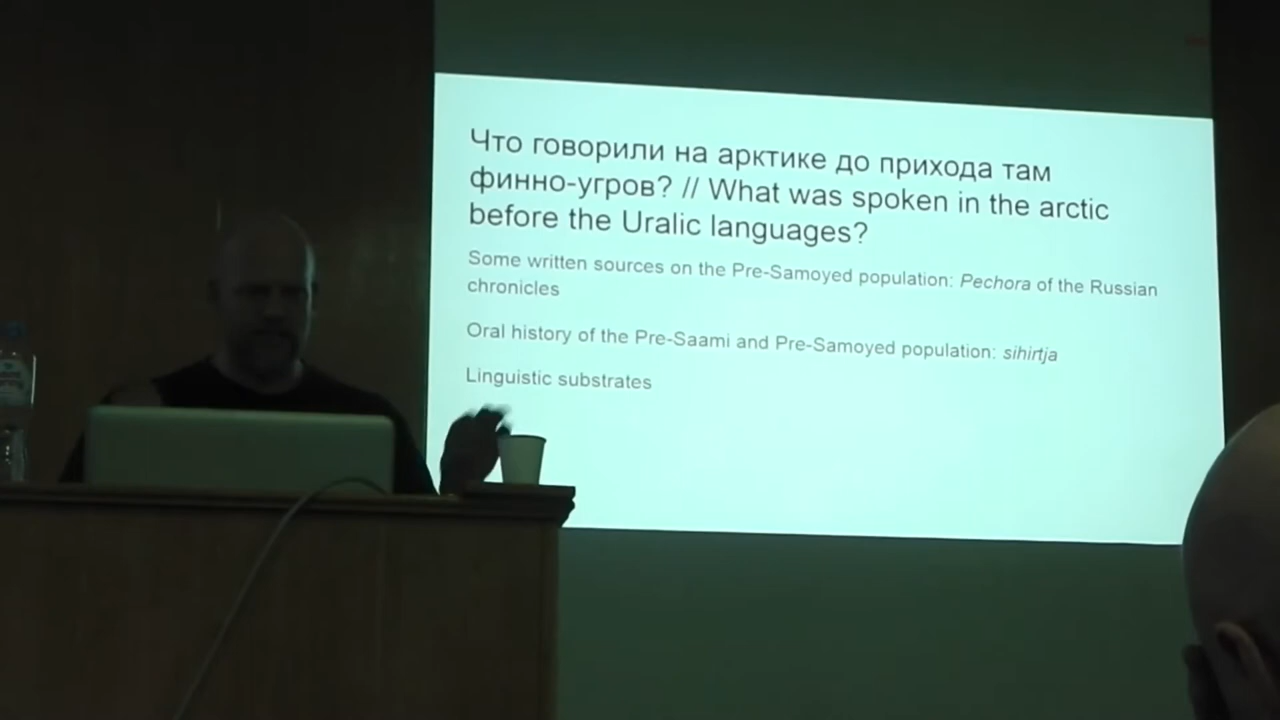 Что говорили на арктике до прихода там
финно-угров? // What was spoken in the arctic
before the Uralic languages?
Some written sources on the Pre-Samoyed population: Pechora of the Russian
chronicles
Oral history of the Pre-Saami and Pre-Samoyed population: sihirtja
Linguistic substrates